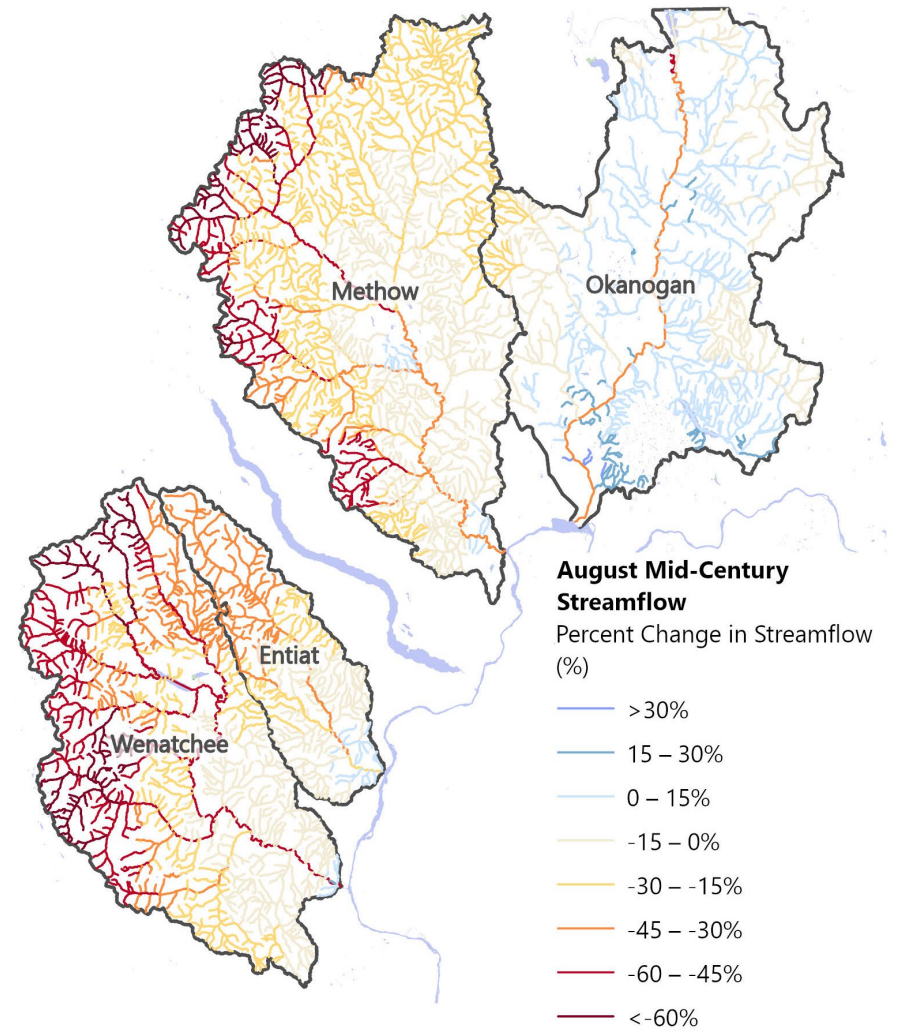 Methow
Okanogan
Entiat
Wenatchee
August Mid-Century
Streamflow
Percent Change in Streamflow
(%)
>30%
15 – 30%
0 – 15%
-15 – 0%
-30 – -15%
-45 – -30%
-60 – -45%
<-60%